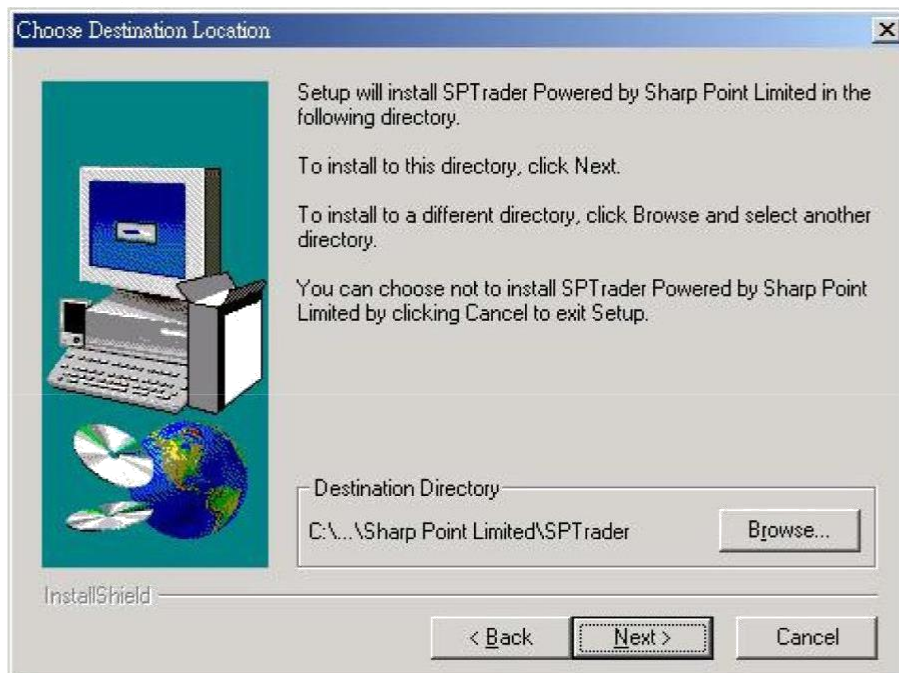 Choose Destination Location
Setup will install SPTrader Powered by Sharp Point Limited in the
following directory.
To install to this directory, click Next.
To install to a different directory, click Browse and select another
directory.
You can choose not to install SPTrader Powered by Sharp Point
Limited by clicking Cancel to exit Setup.
Destination Directory
C:\...\Sharp Point Limited\SPTrader
Browse...
InstallShield
< Back
Next >
Cancel